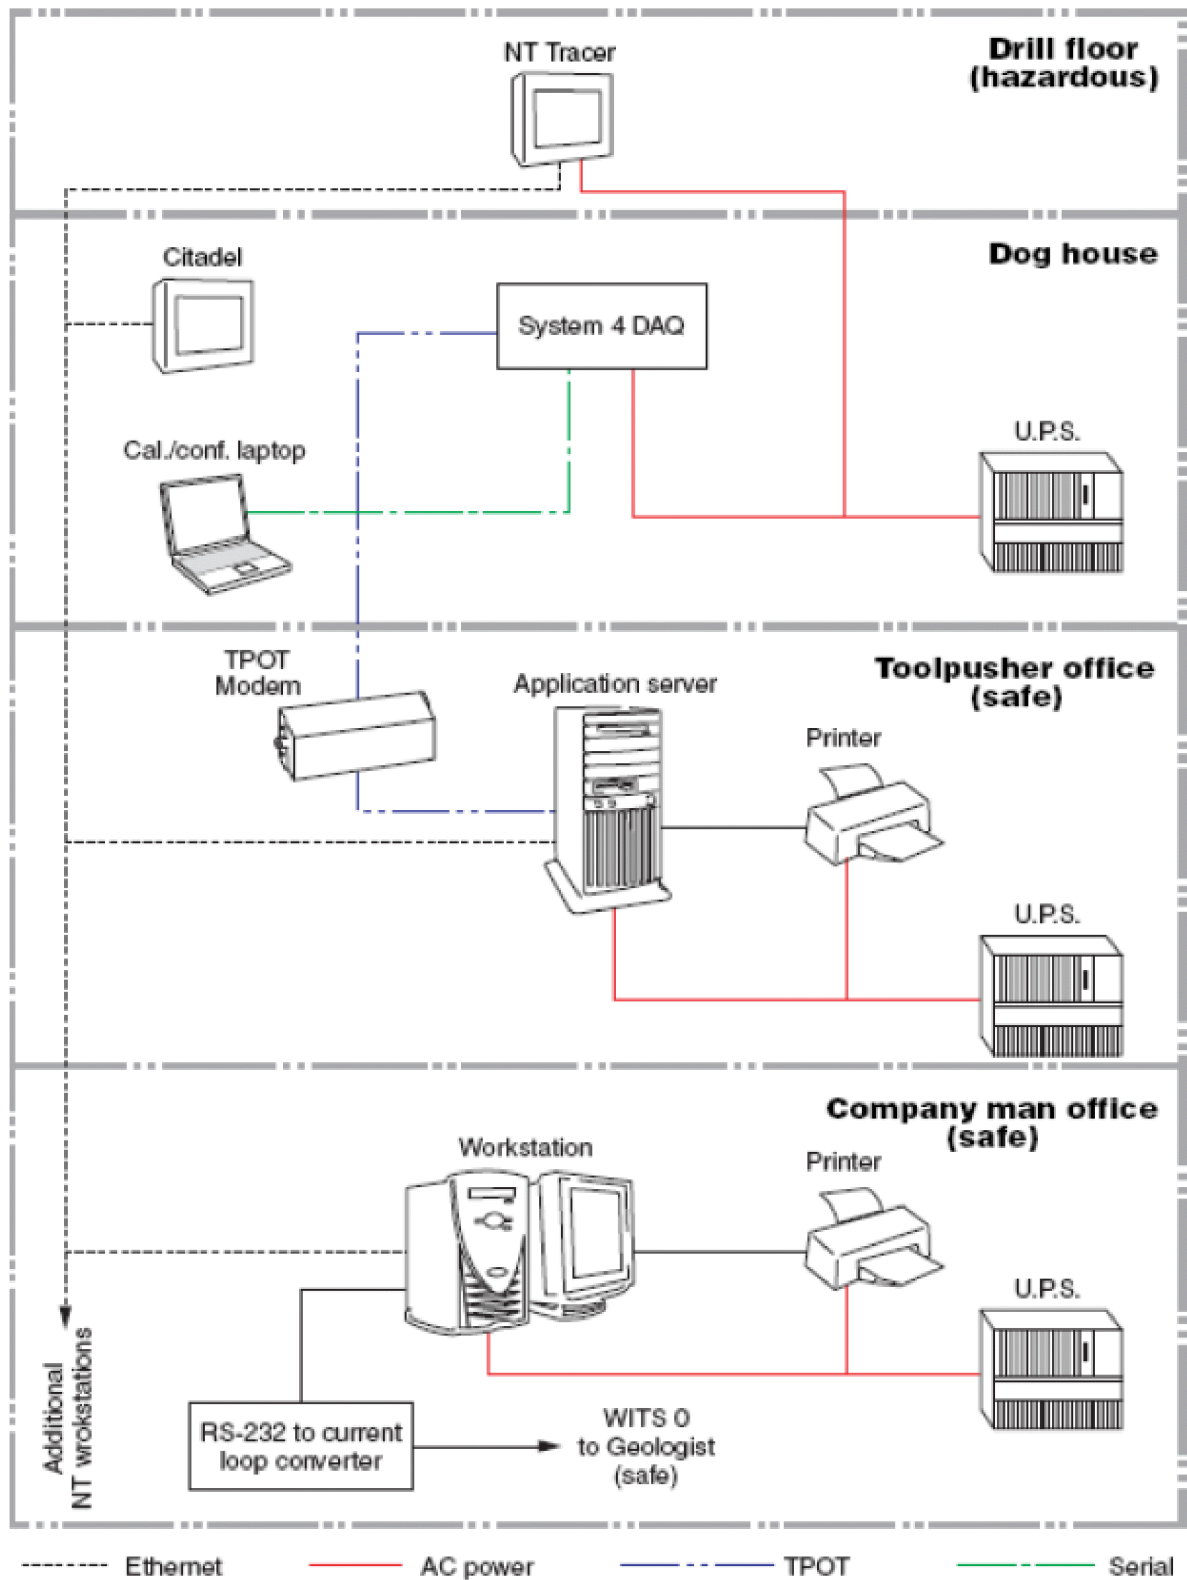 NT Tracer
Drill floor
(hazardous)
Dog house
Citadel
System 4 DAQ
U.P.S.
Cal./conf. laptop
Toolpusher office
(safe)
TPOT
Modem
Application server
Printer
U.P.S.
Company man office
(safe)
Workstation
Printer
U.P.S.
Additional
NT wrokstations
RS-232 to current
loop converter
WITS 0
to Geologist
(safe)
Ethernet
AC power
TPOT
Serial